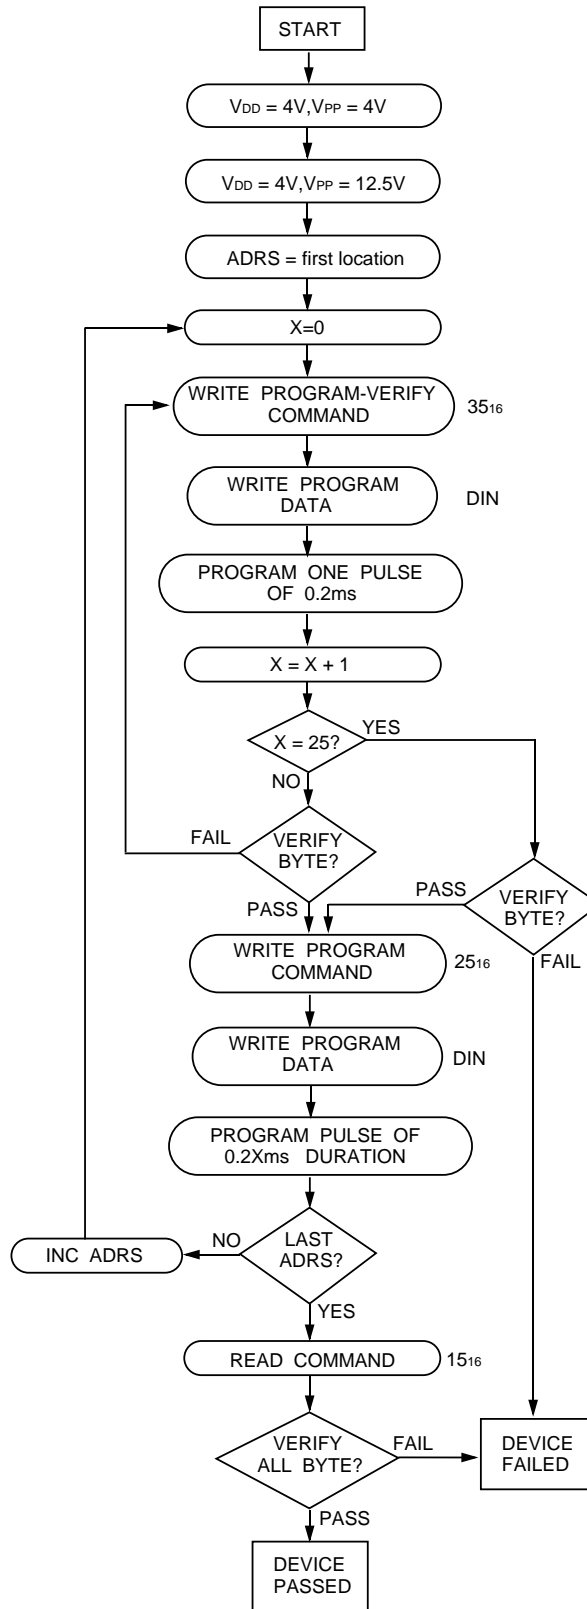 START
VDD = 4V,VPP = 4V
VDD = 4V,VPP = 12.5V
ADRS = first location
X=0
WRITE PROGRAM-VERIFY
COMMAND
35₁₆
WRITE PROGRAM
DATA
DIN
PROGRAM ONE PULSE
OF 0.2ms
X = X + 1
X = 25?
YES
NO
FAIL
VERIFY
BYTE?
PASS
PASS
VERIFY
BYTE?
FAIL
WRITE PROGRAM
COMMAND
25₁₆
WRITE PROGRAM
DATA
DIN
PROGRAM PULSE OF
0.2Xms DURATION
INC ADRS
NO
LAST
ADRS?
YES
READ COMMAND
15₁₆
VERIFY
ALL BYTE?
FAIL
DEVICE
FAILED
PASS
DEVICE
PASSED